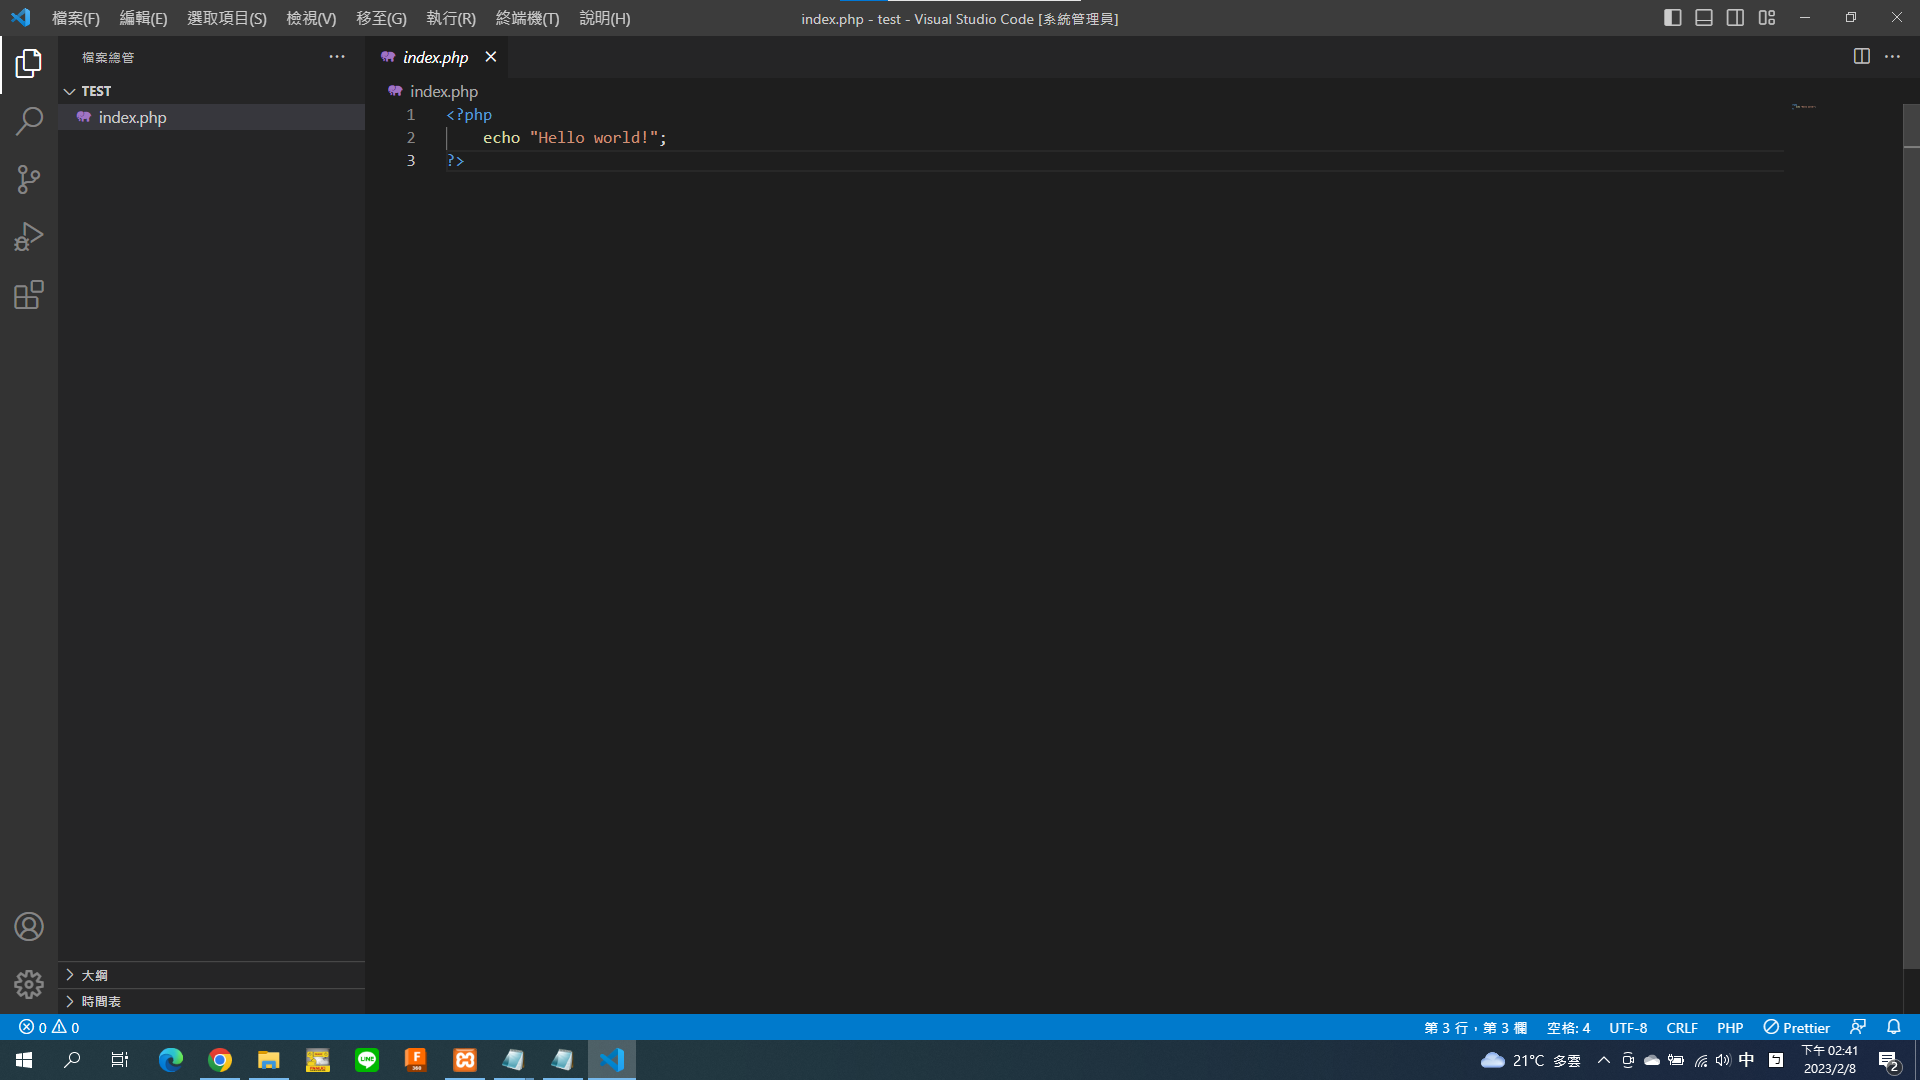 檔案(F) 編輯(E) 選取項目(S) 檢視(V) 移至(G) 執行(R) 終端機(T) 說明(H)
index.php - test - Visual Studio Code [系統管理員]
檔案總管
index.php
TEST
index.php
index.php
1 <?php
2 echo "Hello world!";
3 ?>
大綱
時間表
0 0
第 3 行，第 3 欄 空格: 4 UTF-8 CRLF PHP Prettier
21°C 多雲
中
下午 02:41
2023/2/8
2